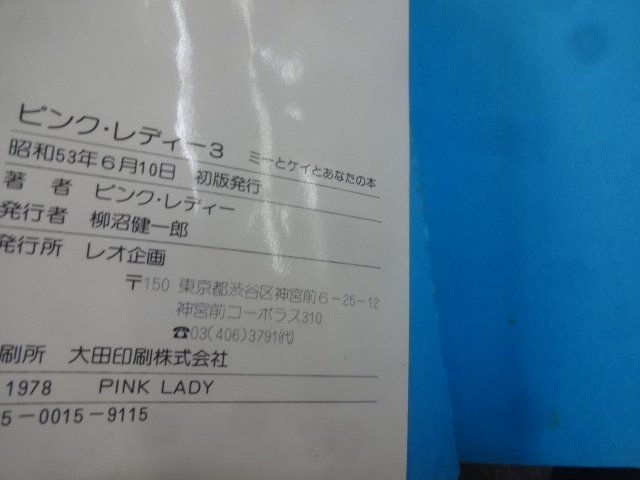 ピンク・レディー3 ミーとケイとあなたの本
昭和53年6月10日 初版発行
著 者 ピンク・レディー
発行者 柳沼健一郎
発行所 レオ企画
〒150 東京都渋谷区神宮前6-25-12
神宮前コーポラス310
☎03(406)3791(代)
刷所 大田印刷株式会社
1978 PINK LADY
5-0015-9115